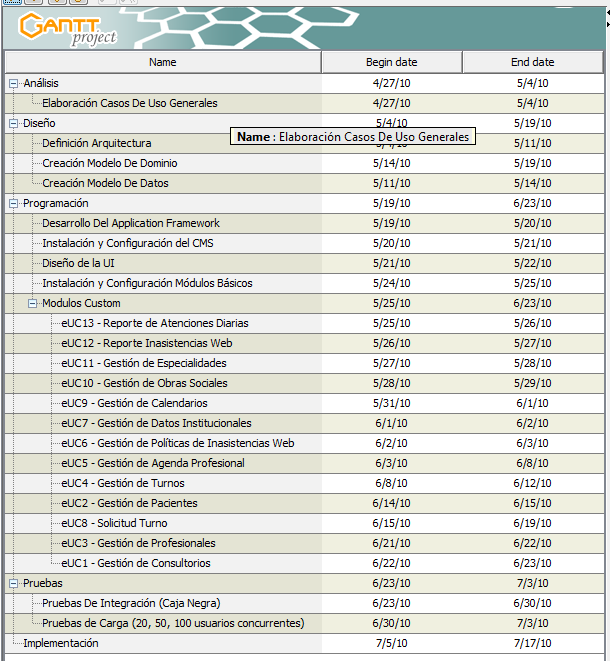 GANTT
project
Name Begin date End date
Análisis 4/27/10 5/4/10
Elaboración Casos De Uso Generales 4/27/10 5/4/10
Diseño 5/4/10 5/19/10
Name : Elaboración Casos De Uso Generales
Definición Arquitectura 5/4/10 5/11/10
Creación Modelo De Dominio 5/14/10 5/19/10
Creación Modelo De Datos 5/11/10 5/14/10
Programación 5/19/10 6/23/10
Desarrollo Del Application Framework 5/19/10 5/20/10
Instalación y Configuración del CMS 5/20/10 5/21/10
Diseño de la UI 5/21/10 5/22/10
Instalación y Configuración Módulos Básicos 5/24/10 5/25/10
Modulos Custom 5/25/10 6/23/10
eUC13 - Reporte de Atenciones Diarias 5/25/10 5/26/10
eUC12 - Reporte Inasistencias Web 5/26/10 5/27/10
eUC11 - Gestión de Especialidades 5/27/10 5/28/10
eUC10 - Gestión de Obras Sociales 5/28/10 5/29/10
eUC9 - Gestión de Calendarios 5/31/10 6/1/10
eUC7 - Gestión de Datos Institucionales 6/1/10 6/2/10
eUC6 - Gestión de Políticas de Inasistencias Web 6/2/10 6/3/10
eUC5 - Gestión de Agenda Profesional 6/3/10 6/8/10
eUC4 - Gestión de Turnos 6/8/10 6/12/10
eUC2 - Gestión de Pacientes 6/14/10 6/15/10
eUC8 - Solicitud Turno 6/15/10 6/19/10
eUC3 - Gestión de Profesionales 6/21/10 6/22/10
eUC1 - Gestión de Consultorios 6/22/10 6/23/10
Pruebas 6/23/10 7/3/10
Pruebas De Integración (Caja Negra) 6/23/10 6/30/10
Pruebas de Carga (20, 50, 100 usuarios concurrentes) 6/30/10 7/3/10
Implementación 7/5/10 7/17/10